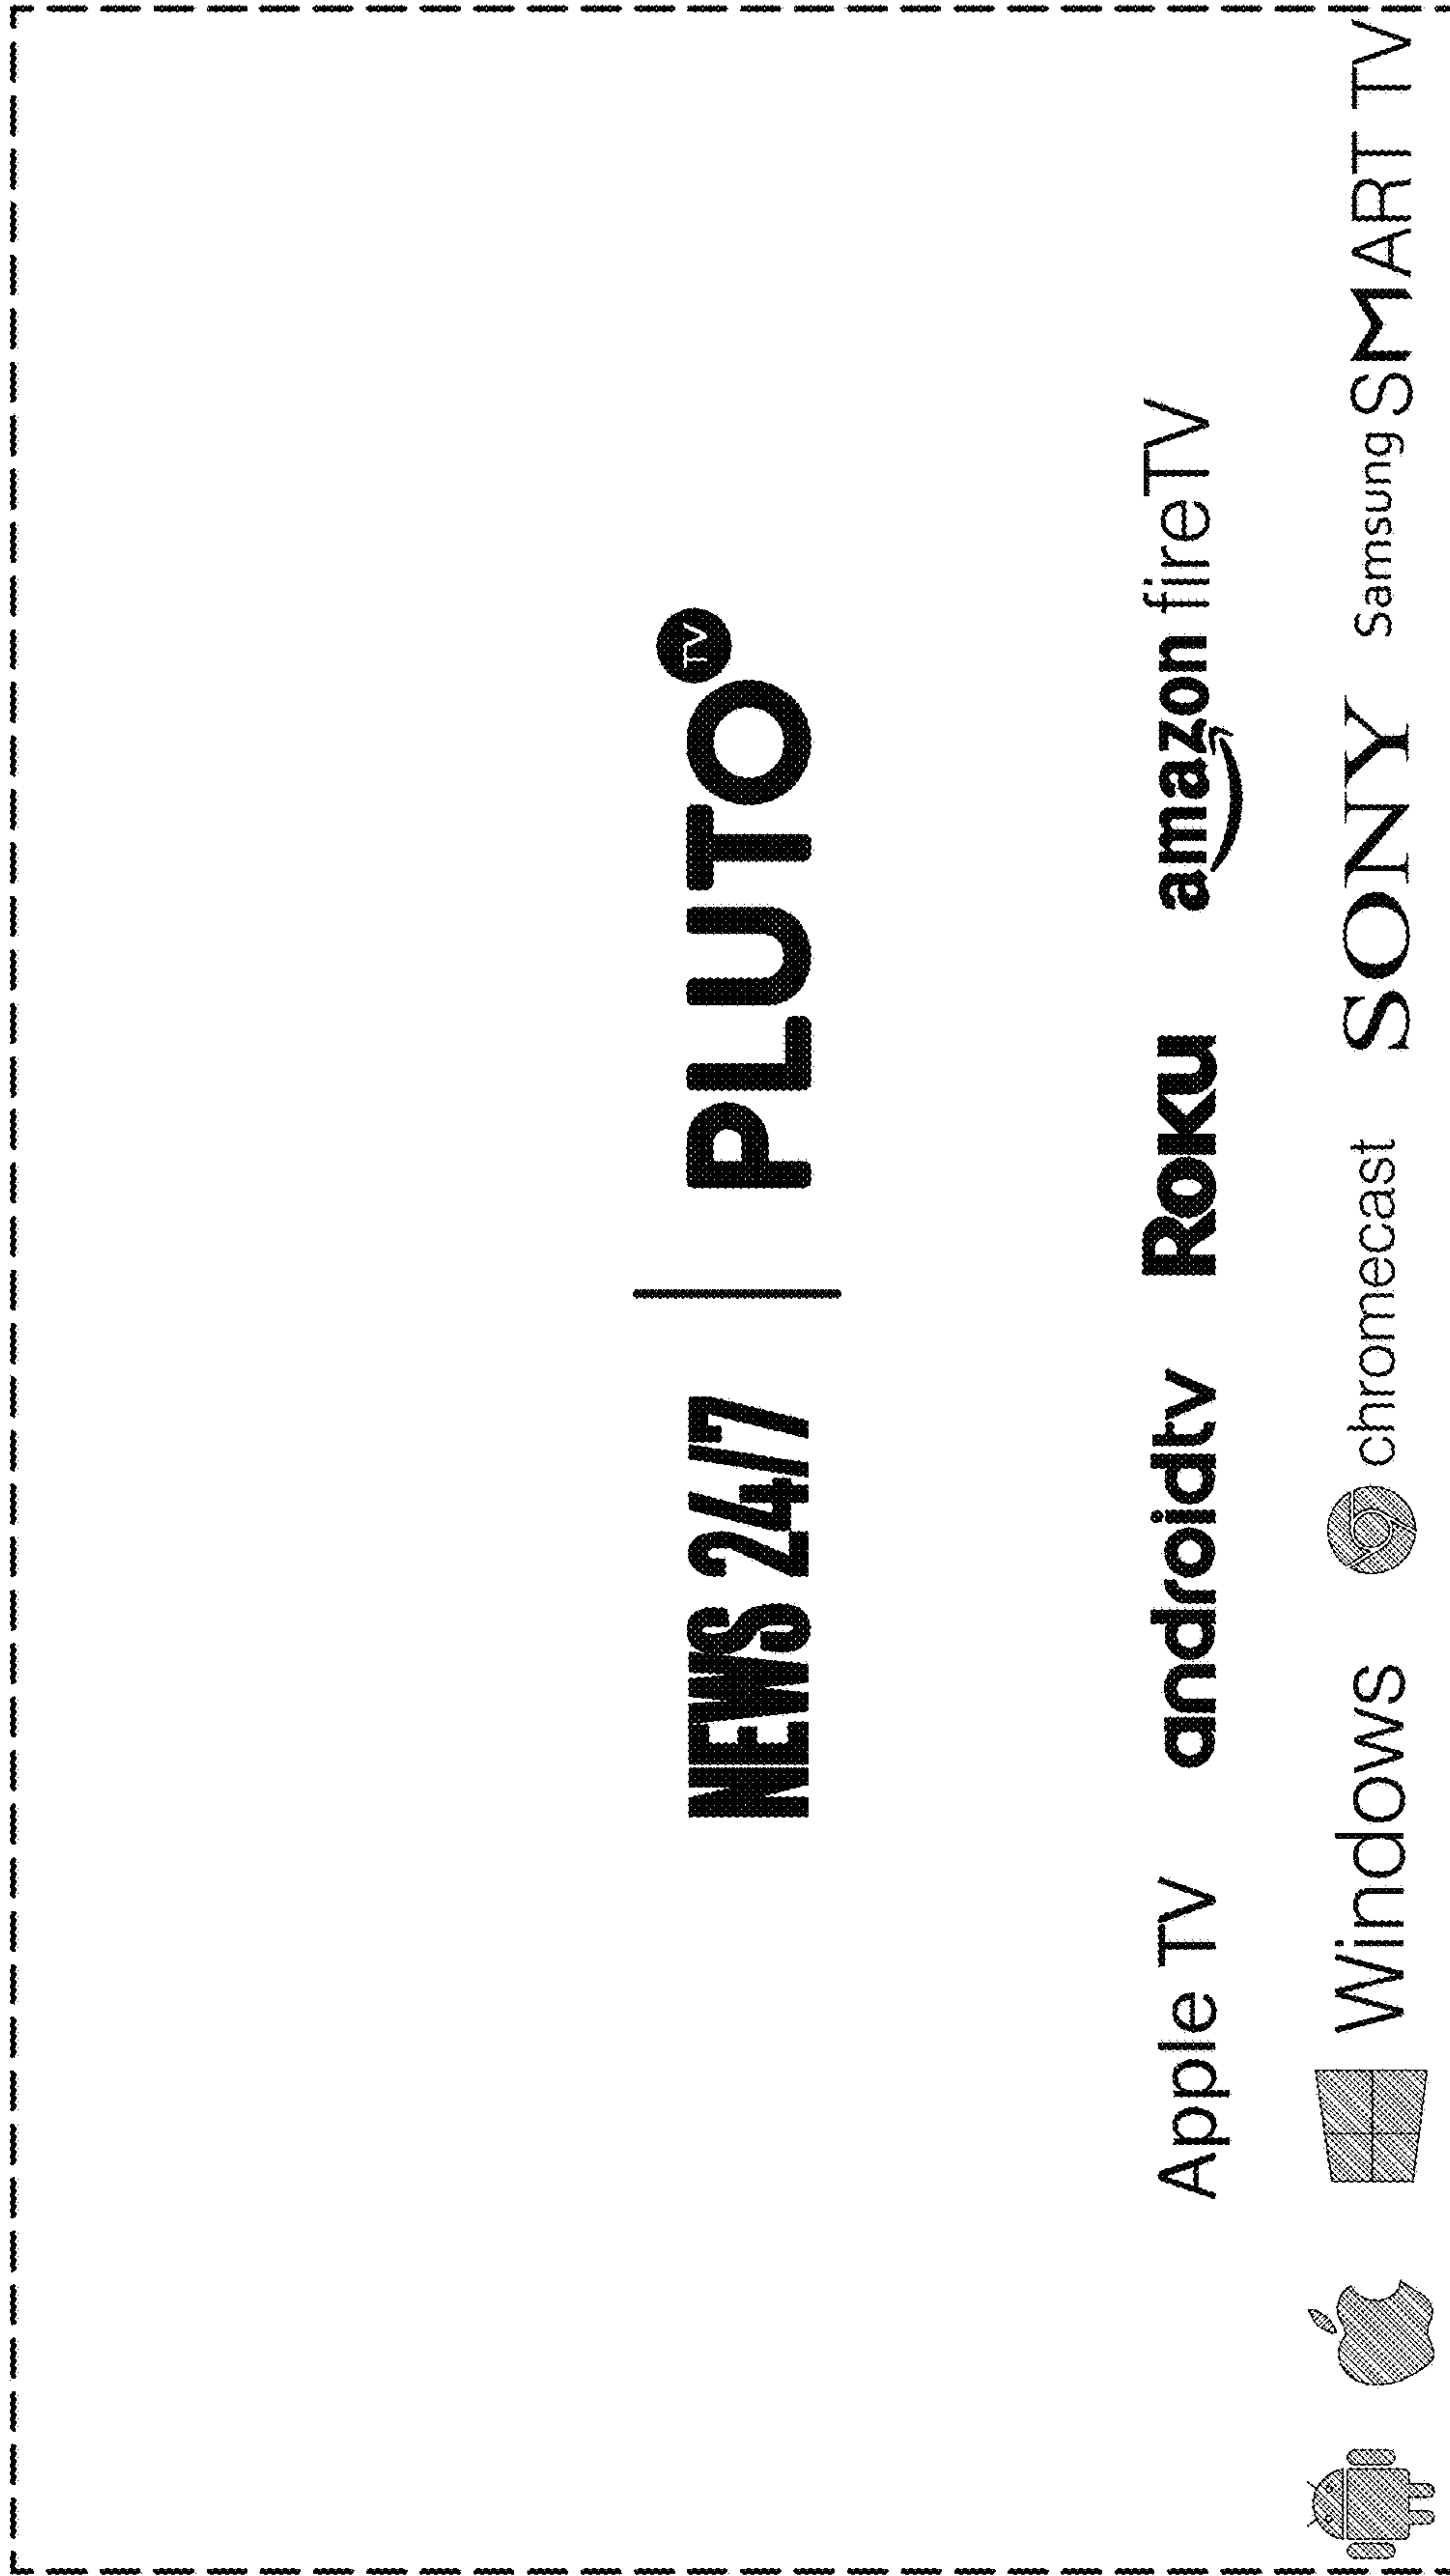 NEWS 24/7 | PLUTO TV
Apple TV androidtv Roku amazon fireTV
Windows chromecast SONY Samsung SMART TV